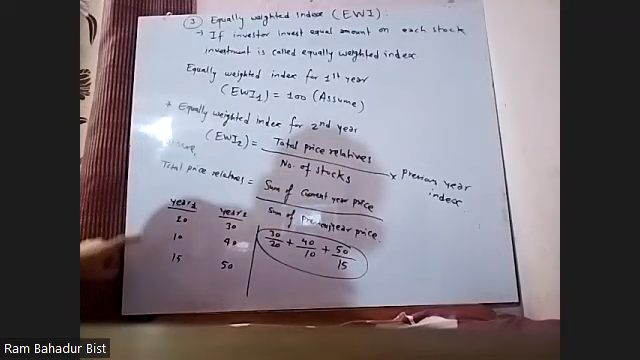 ③ Equally weighted Index (EWI):
→ If investor invest equal amount on each stock
investment is called equally weighted index
Equally weighted index for 1st year
(EWI₁) = 100 (Assume)
+ Equally weighted index for 2nd year
(EWI₂) = Total price relatives / No. of stocks × Previous year index
Total price relatives = Sum of current year price / Sum of previous year price.
year1 year2
20 30
10 40
15 50
30/20 + 40/10 + 50/15
Ram Bahadur Bist